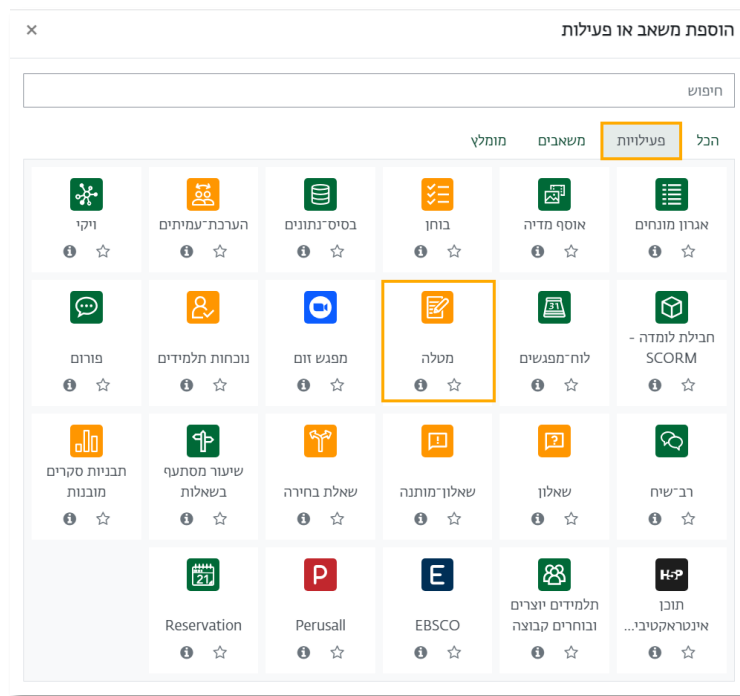 הוספת משאב או פעילות
×
חיפוש
הכל פעילויות משאבים מומלץ
אגרון מונחים
אוסף מדיה
בוחן
בסיס־נתונים
הערכת־עמיתים
ויקי
חבילת לומדה -
SCORM
לוח־מפגשים
מטלה
מפגש זום
נוכחות תלמידים
פורום
רב־שיח
שאלון
שאלון־מותנה
שאלת בחירה
שיעור מסתעף
בשאלות
תבניות סקרים
מובנות
H5P
תוכן
אינטראקטיבי...
תלמידים יוצרים
ובוחרים קבוצה
E
EBSCO
P
Perusall
21
Reservation